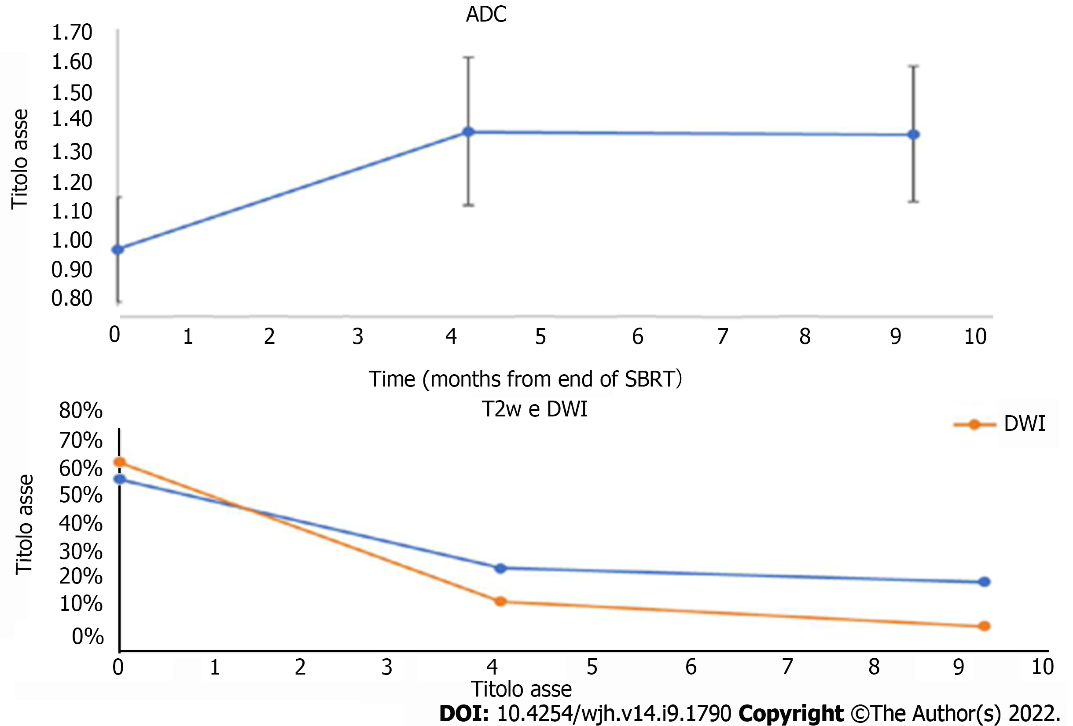 ADC
1.70
1.60
1.50
1.40
1.30
1.20
1.10
1.00
0.90
0.80
Titolo asse
0 1 2 3 4 5 6 7 8 9 10
Time (months from end of SBRT)
T2w e DWI
DWI
80%
70%
60%
50%
40%
30%
20%
10%
0%
Titolo asse
0 1 2 3 4 5 6 7 8 9 10
Titolo asse
DOI: 10.4254/wjh.v14.i9.1790 Copyright ©The Author(s) 2022.